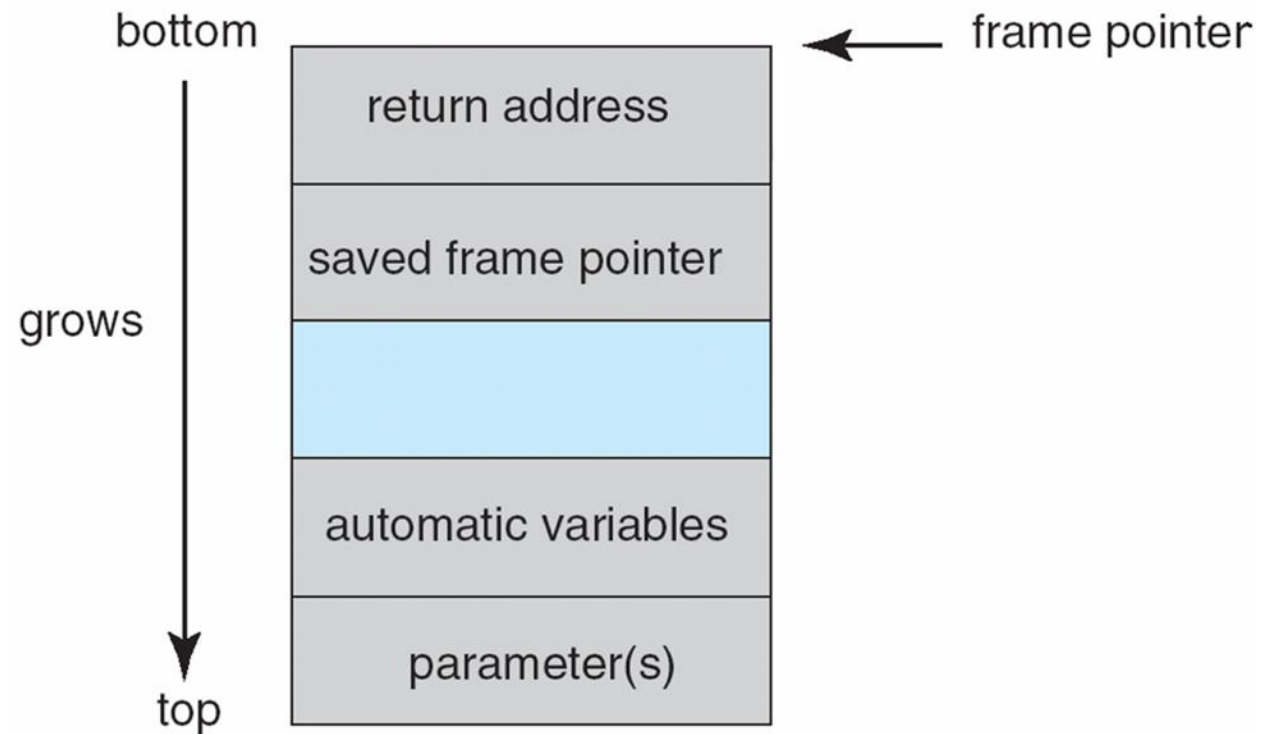 bottom
frame pointer
return address
saved frame pointer
grows
automatic variables
parameter(s)
top